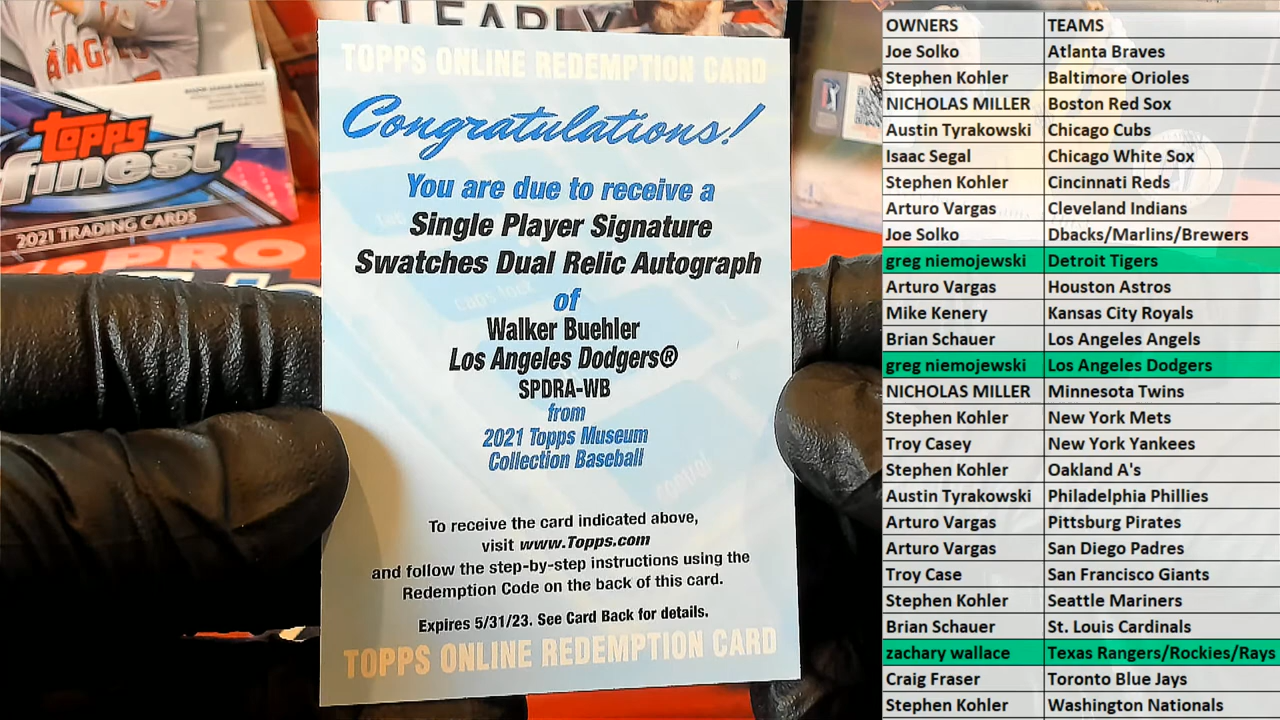 CLEARLY
ANGELS
topps
finest
2021 TRADING CARDS
PRO
TOPPS ONLINE REDEMPTION CARD
Congratulations!
You are due to receive a
Single Player Signature
Swatches Dual Relic Autograph
of
Walker Buehler
Los Angeles Dodgers®
SPDRA-WB
from
2021 Topps Museum
Collection Baseball
To receive the card indicated above,
visit www.Topps.com
and follow the step-by-step instructions using the
Redemption Code on the back of this card.
Expires 5/31/23. See Card Back for details.
TOPPS ONLINE REDEMPTION CARD
caps lock
OWNERS TEAMS
Joe Solko Atlanta Braves
Stephen Kohler Baltimore Orioles
NICHOLAS MILLER Boston Red Sox
Austin Tyrakowski Chicago Cubs
Isaac Segal Chicago White Sox
Stephen Kohler Cincinnati Reds
Arturo Vargas Cleveland Indians
Joe Solko Dbacks/Marlins/Brewers
greg niemojewski Detroit Tigers
Arturo Vargas Houston Astros
Mike Kenery Kansas City Royals
Brian Schauer Los Angeles Angels
greg niemojewski Los Angeles Dodgers
NICHOLAS MILLER Minnesota Twins
Stephen Kohler New York Mets
Troy Casey New York Yankees
Stephen Kohler Oakland A's
Austin Tyrakowski Philadelphia Phillies
Arturo Vargas Pittsburg Pirates
Arturo Vargas San Diego Padres
Troy Case San Francisco Giants
Stephen Kohler Seattle Mariners
Brian Schauer St. Louis Cardinals
zachary wallace Texas Rangers/Rockies/Rays
Craig Fraser Toronto Blue Jays
Stephen Kohler Washington Nationals